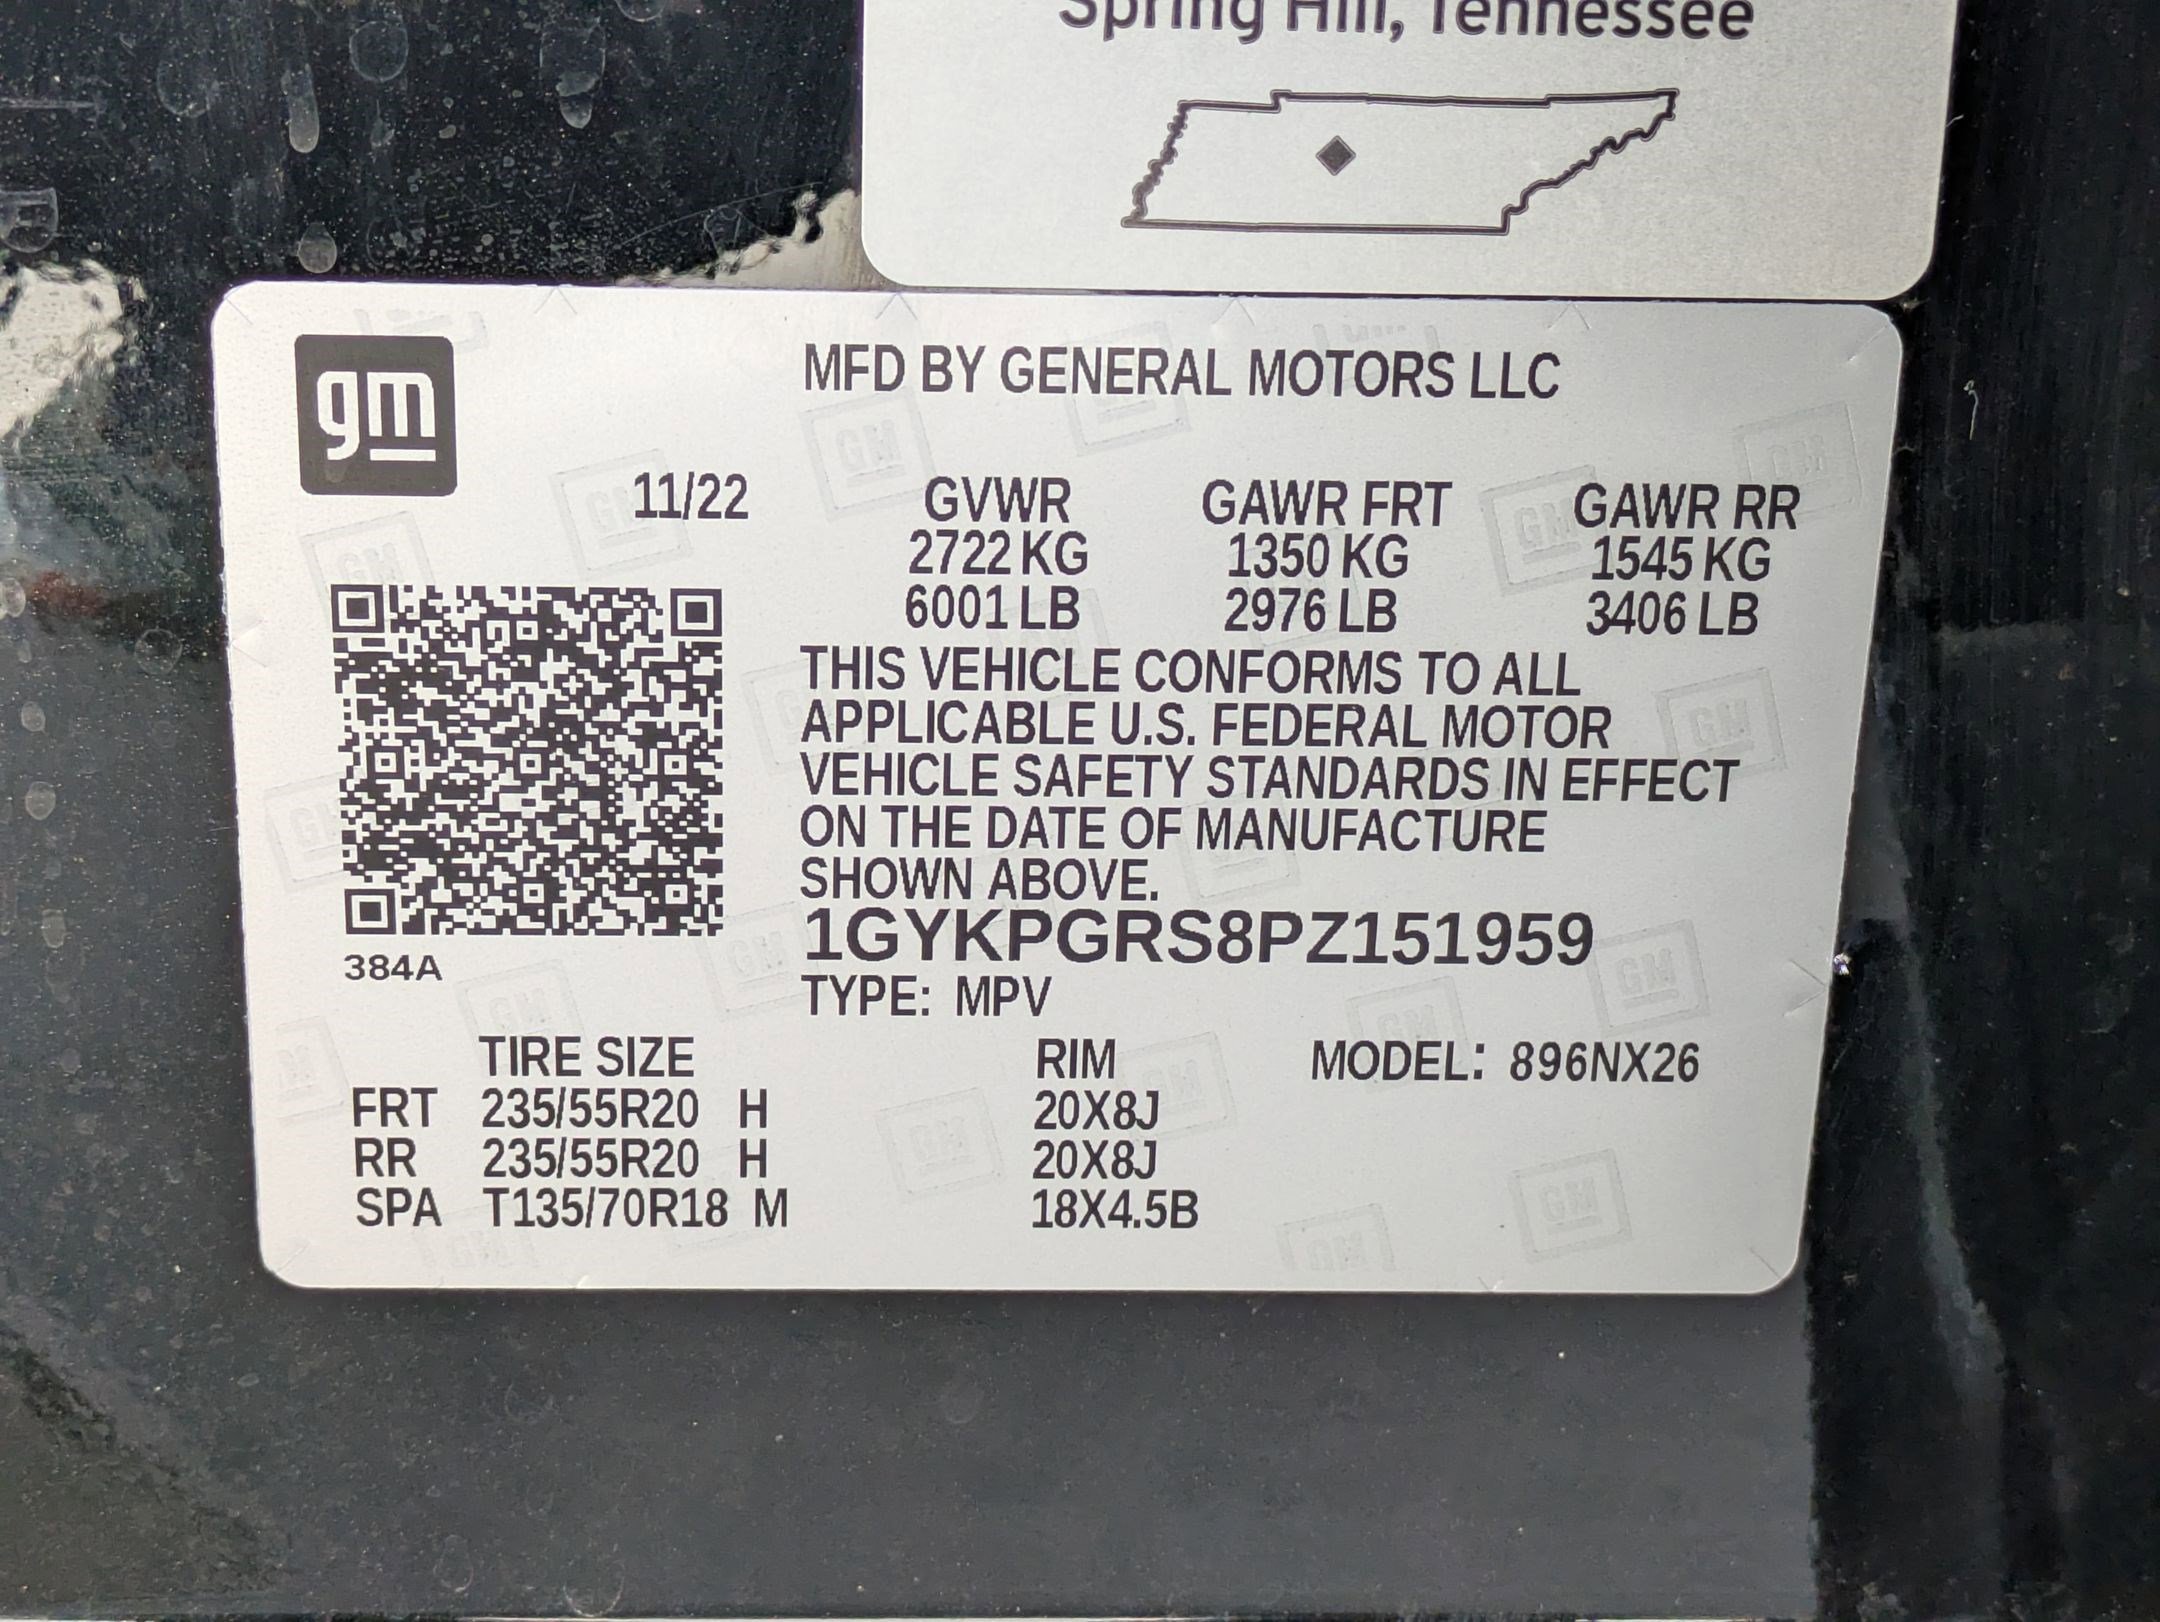 Spring Hill, Tennessee
gm
MFD BY GENERAL MOTORS LLC
11/22 GVWR GAWR FRT GAWR RR
2722 KG 1350 KG 1545 KG
6001 LB 2976 LB 3406 LB
THIS VEHICLE CONFORMS TO ALL
APPLICABLE U.S. FEDERAL MOTOR
VEHICLE SAFETY STANDARDS IN EFFECT
ON THE DATE OF MANUFACTURE
SHOWN ABOVE.
1GYKPGRS8PZ151959
384A
TYPE: MPV
TIRE SIZE RIM MODEL: 896NX26
FRT 235/55R20 H 20X8J
RR 235/55R20 H 20X8J
SPA T135/70R18 M 18X4.5B